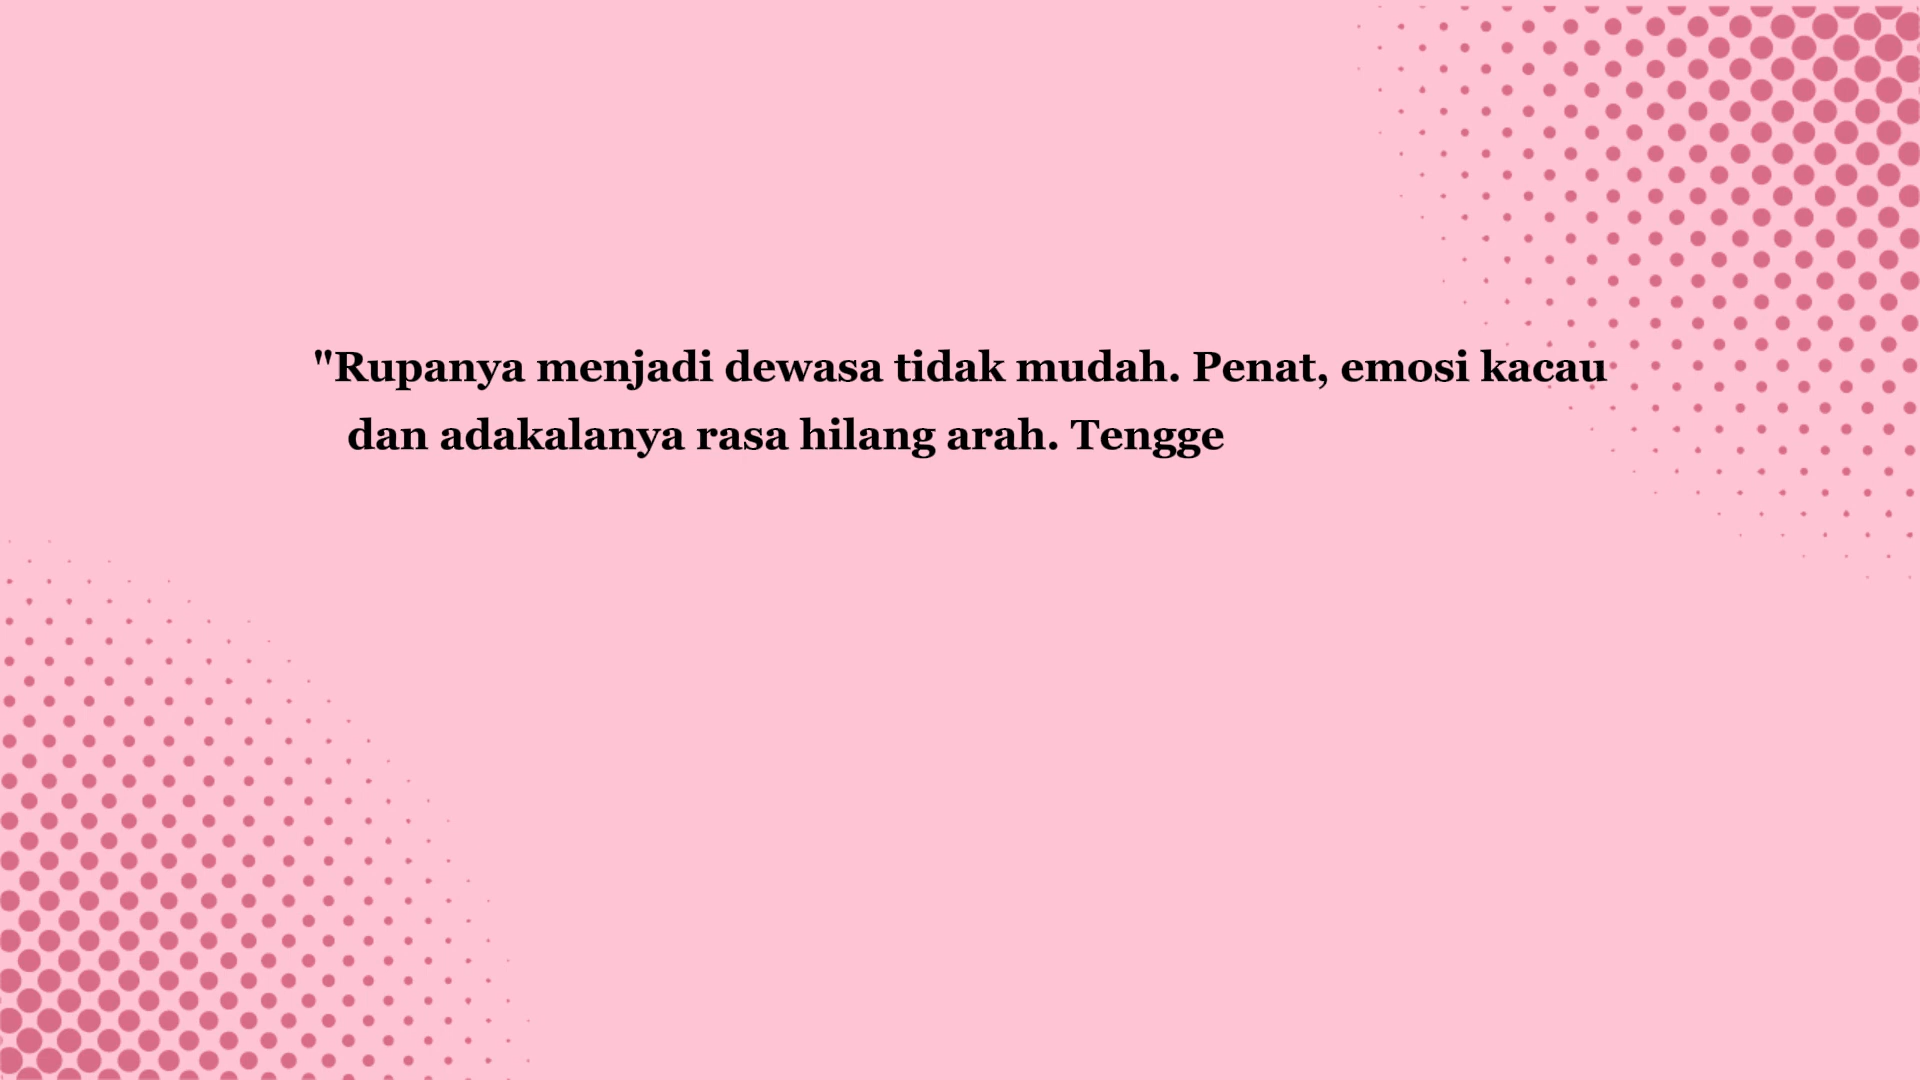 "Rupanya menjadi dewasa tidak mudah. Penat, emosi kacau
dan adakalanya rasa hilang arah. Tengge